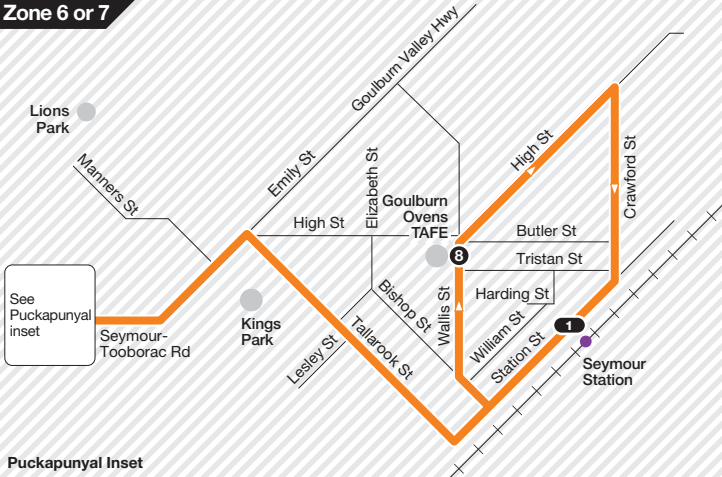 Zone 6 or 7
Goulburn Valley Hwy
Lions
Park
Manners St
Emily St
Elizabeth St
High St
Goulburn
Ovens
TAFE
High St
Crawford St
Butler St
8
Tristan St
See
Puckapunyal
inset
Seymour-
Tooborac Rd
Kings
Park
Lesley St
Tallarook St
Bishop St
Wallis St
Harding St
William St
Station St
1
Seymour
Station
Puckapunyal Inset